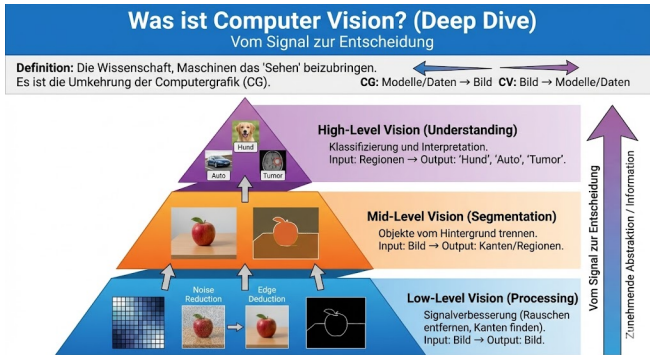 Was ist Computer Vision? (Deep Dive)
Vom Signal zur Entscheidung
Definition: Die Wissenschaft, Maschinen das 'Sehen' beizubringen.
Es ist die Umkehrung der Computergrafik (CG).
CG: Modelle/Daten → Bild CV: Bild → Modelle/Daten
Hund
Auto
Tumor
High-Level Vision (Understanding)
Klassifizierung und Interpretation.
Input: Regionen → Output: 'Hund', 'Auto', 'Tumor'.
Mid-Level Vision (Segmentation)
Objekte vom Hintergrund trennen.
Input: Bild → Output: Kanten/Regionen.
Noise
Reduction
Edge
Deduction
Low-Level Vision (Processing)
Signalverbesserung (Rauschen
entfernen, Kanten finden).
Input: Bild → Output: Bild.
Vom Signal zur Entscheidung
Zunehmende Abstraktion / Information